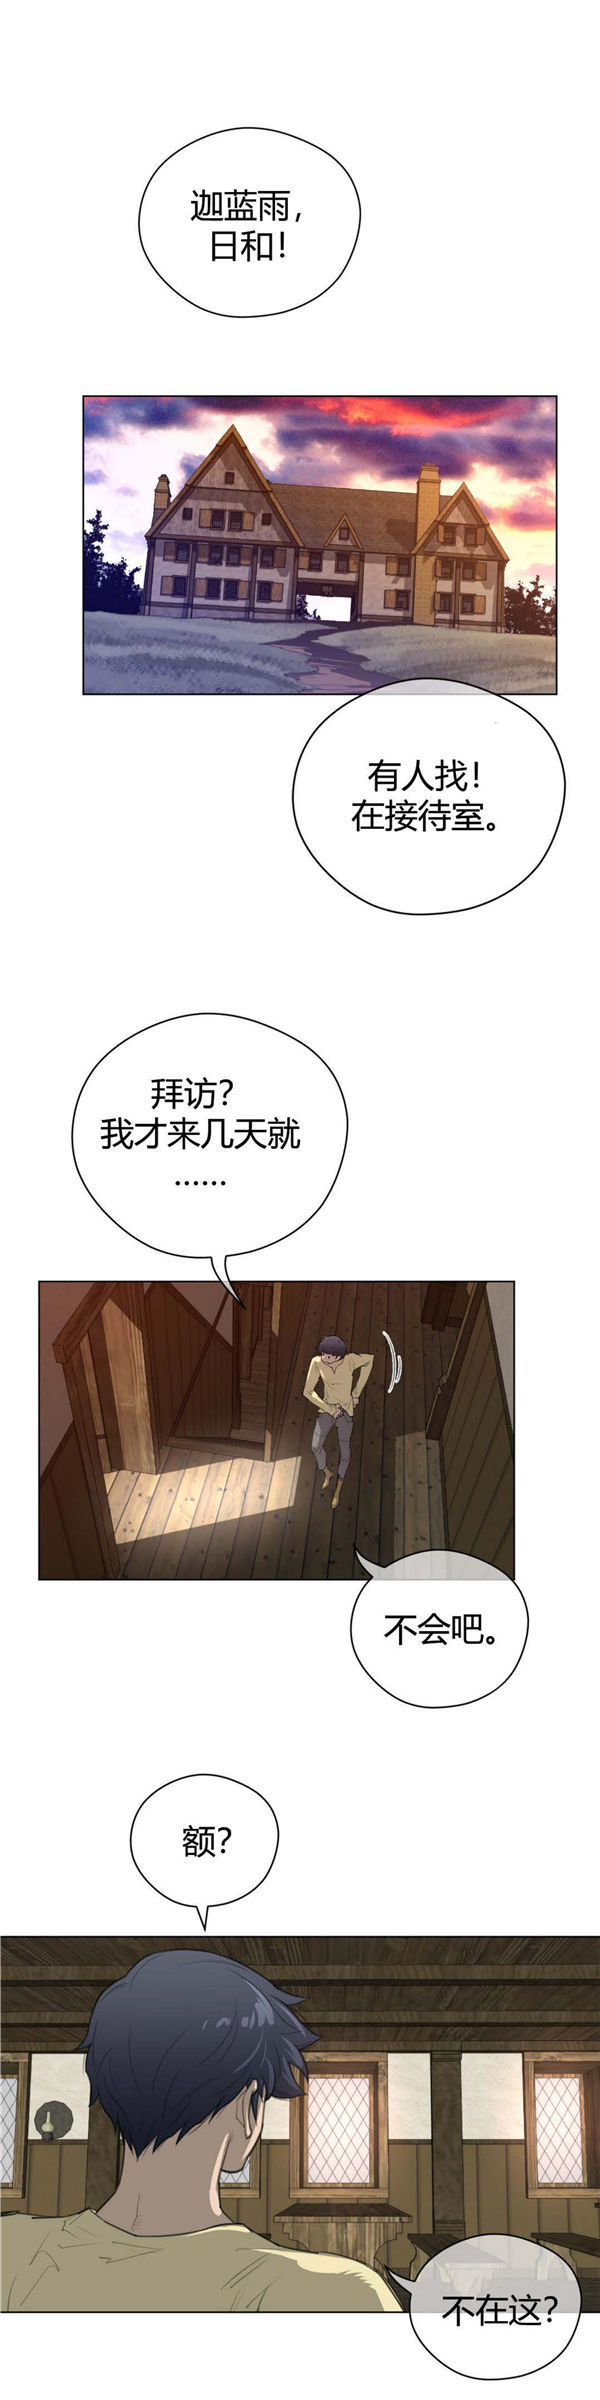 迦蓝雨，
日和！
有人找！
在接待室。
拜访？
我才来几天就
……
不会吧。
额？
不在这？